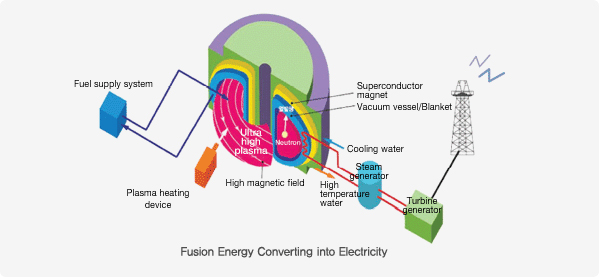 Fuel supply system
Superconductor
magnet
Vacuum vessel/Blanket
Ultra
high
plasma
Neutron
Cooling water
Steam
generator
High magnetic field
High
temperature
water
Plasma heating
device
Turbine
generator
Fusion Energy Converting into Electricity